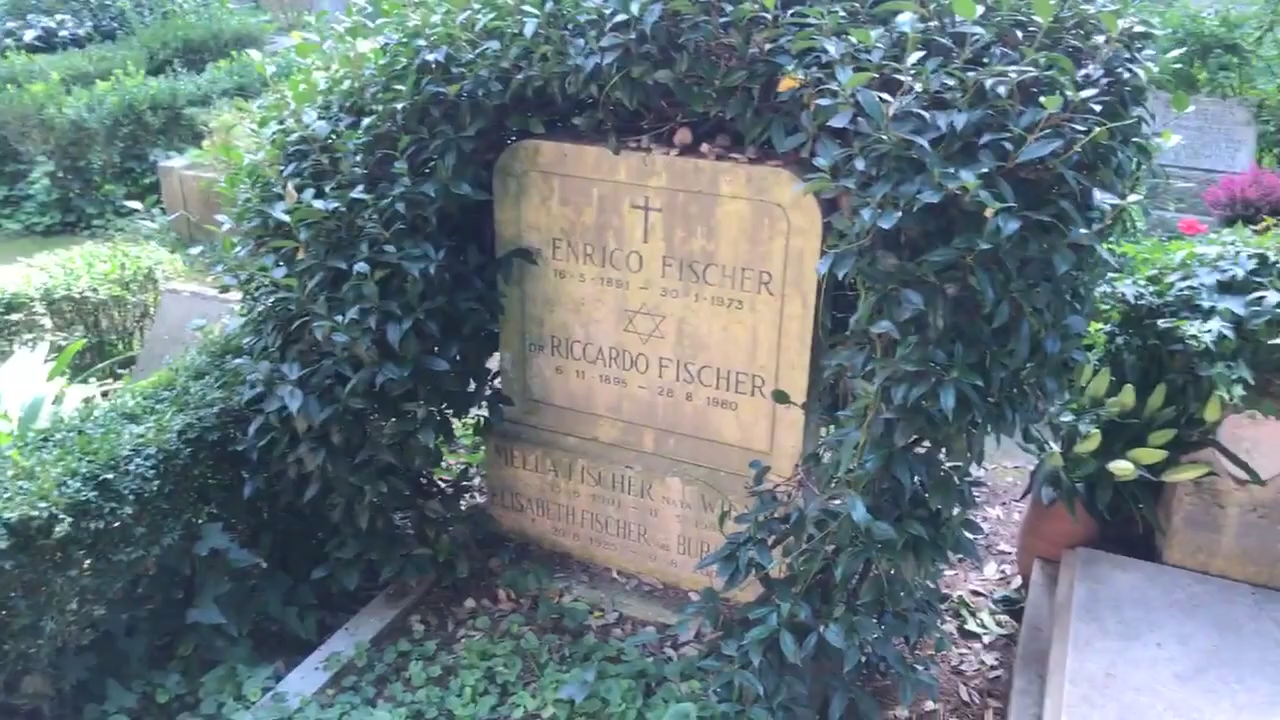 DR. ENRICO FISCHER
16·5·1891 – 30·1·1973
DR. RICCARDO FISCHER
6·11·1895 – 28·8·1980
MELLA FISCHER NATA
ELISABETH FISCHER